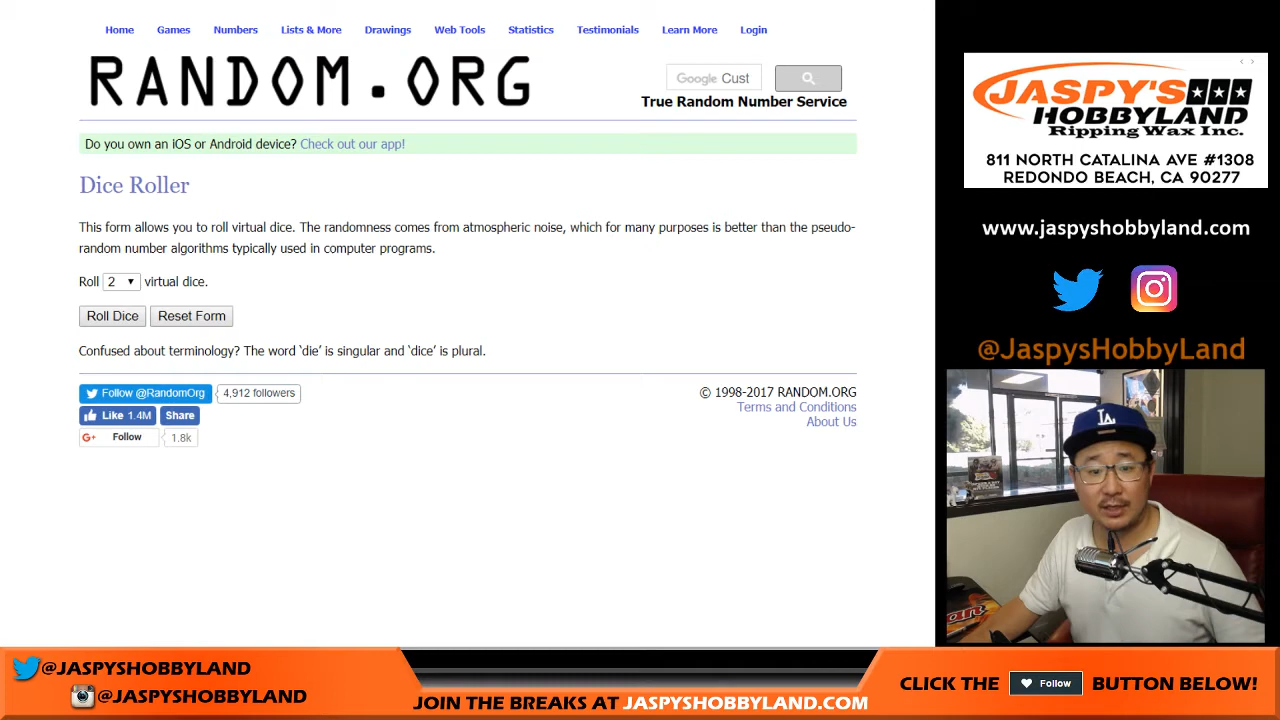 Home Games Numbers Lists & More Drawings Web Tools Statistics Testimonials Learn More Login
RANDOM.ORG
Google Cust
True Random Number Service
Do you own an iOS or Android device? Check out our app!
Dice Roller
This form allows you to roll virtual dice. The randomness comes from atmospheric noise, which for many purposes is better than the pseudo-
random number algorithms typically used in computer programs.
Roll 2 virtual dice.
Roll Dice Reset Form
Confused about terminology? The word ‘die’ is singular and ‘dice’ is plural.
Follow @RandomOrg 4,912 followers
Like 1.4M Share
G+ Follow 1.8k
© 1998-2017 RANDOM.ORG
Terms and Conditions
About Us
JASPY'S
HOBBYLAND
Ripping Wax Inc.
811 NORTH CATALINA AVE #1308
REDONDO BEACH, CA 90277
www.jaspyshobbyland.com
@JaspysHobbyLand
LA
@JASPYSHOBBYLAND
@JASPYSHOBBYLAND
JOIN THE BREAKS AT JASPYSHOBBYLAND.COM
CLICK THE Follow BUTTON BELOW!